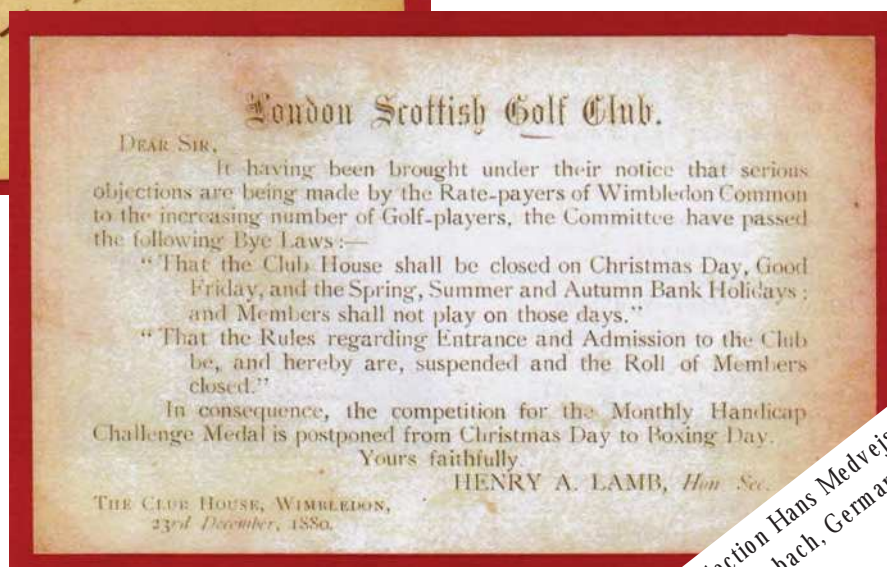 London Scottish Golf Club.
DEAR SIR,
It having been brought under their notice that serious
objections are being made by the Rate-payers of Wimbledon Common
to the increasing number of Golf-players, the Committee have passed
the following Bye Laws :—
“ That the Club House shall be closed on Christmas Day, Good
Friday, and the Spring, Summer and Autumn Bank Holidays ;
and Members shall not play on those days.”
“ That the Rules regarding Entrance and Admission to the Club
be, and hereby are, suspended and the Roll of Members
closed.”
In consequence, the competition for the Monthly Handicap
Challenge Medal is postponed from Christmas Day to Boxing Day.
Yours faithfully
HENRY A. LAMB, Hon Sec.
THE CLUB HOUSE, WIMBLEDON,
23rd December, 1880.
Hans Medvejs